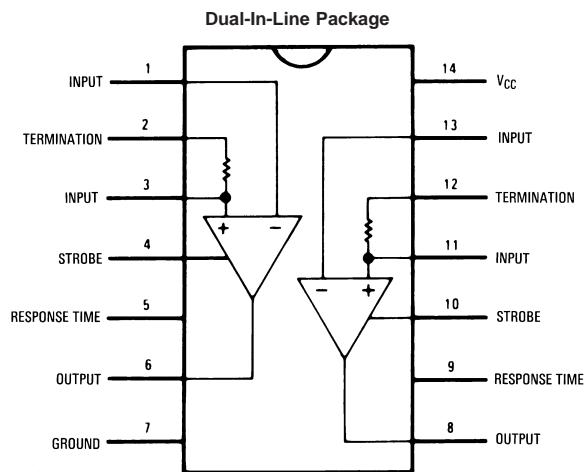 Dual-In-Line Package
INPUT 1
TERMINATION 2
INPUT 3
STROBE 4
RESPONSE TIME 5
OUTPUT 6
GROUND 7
14 VCC
13 INPUT
12 TERMINATION
11 INPUT
10 STROBE
9 RESPONSE TIME
8 OUTPUT
+ −
− +